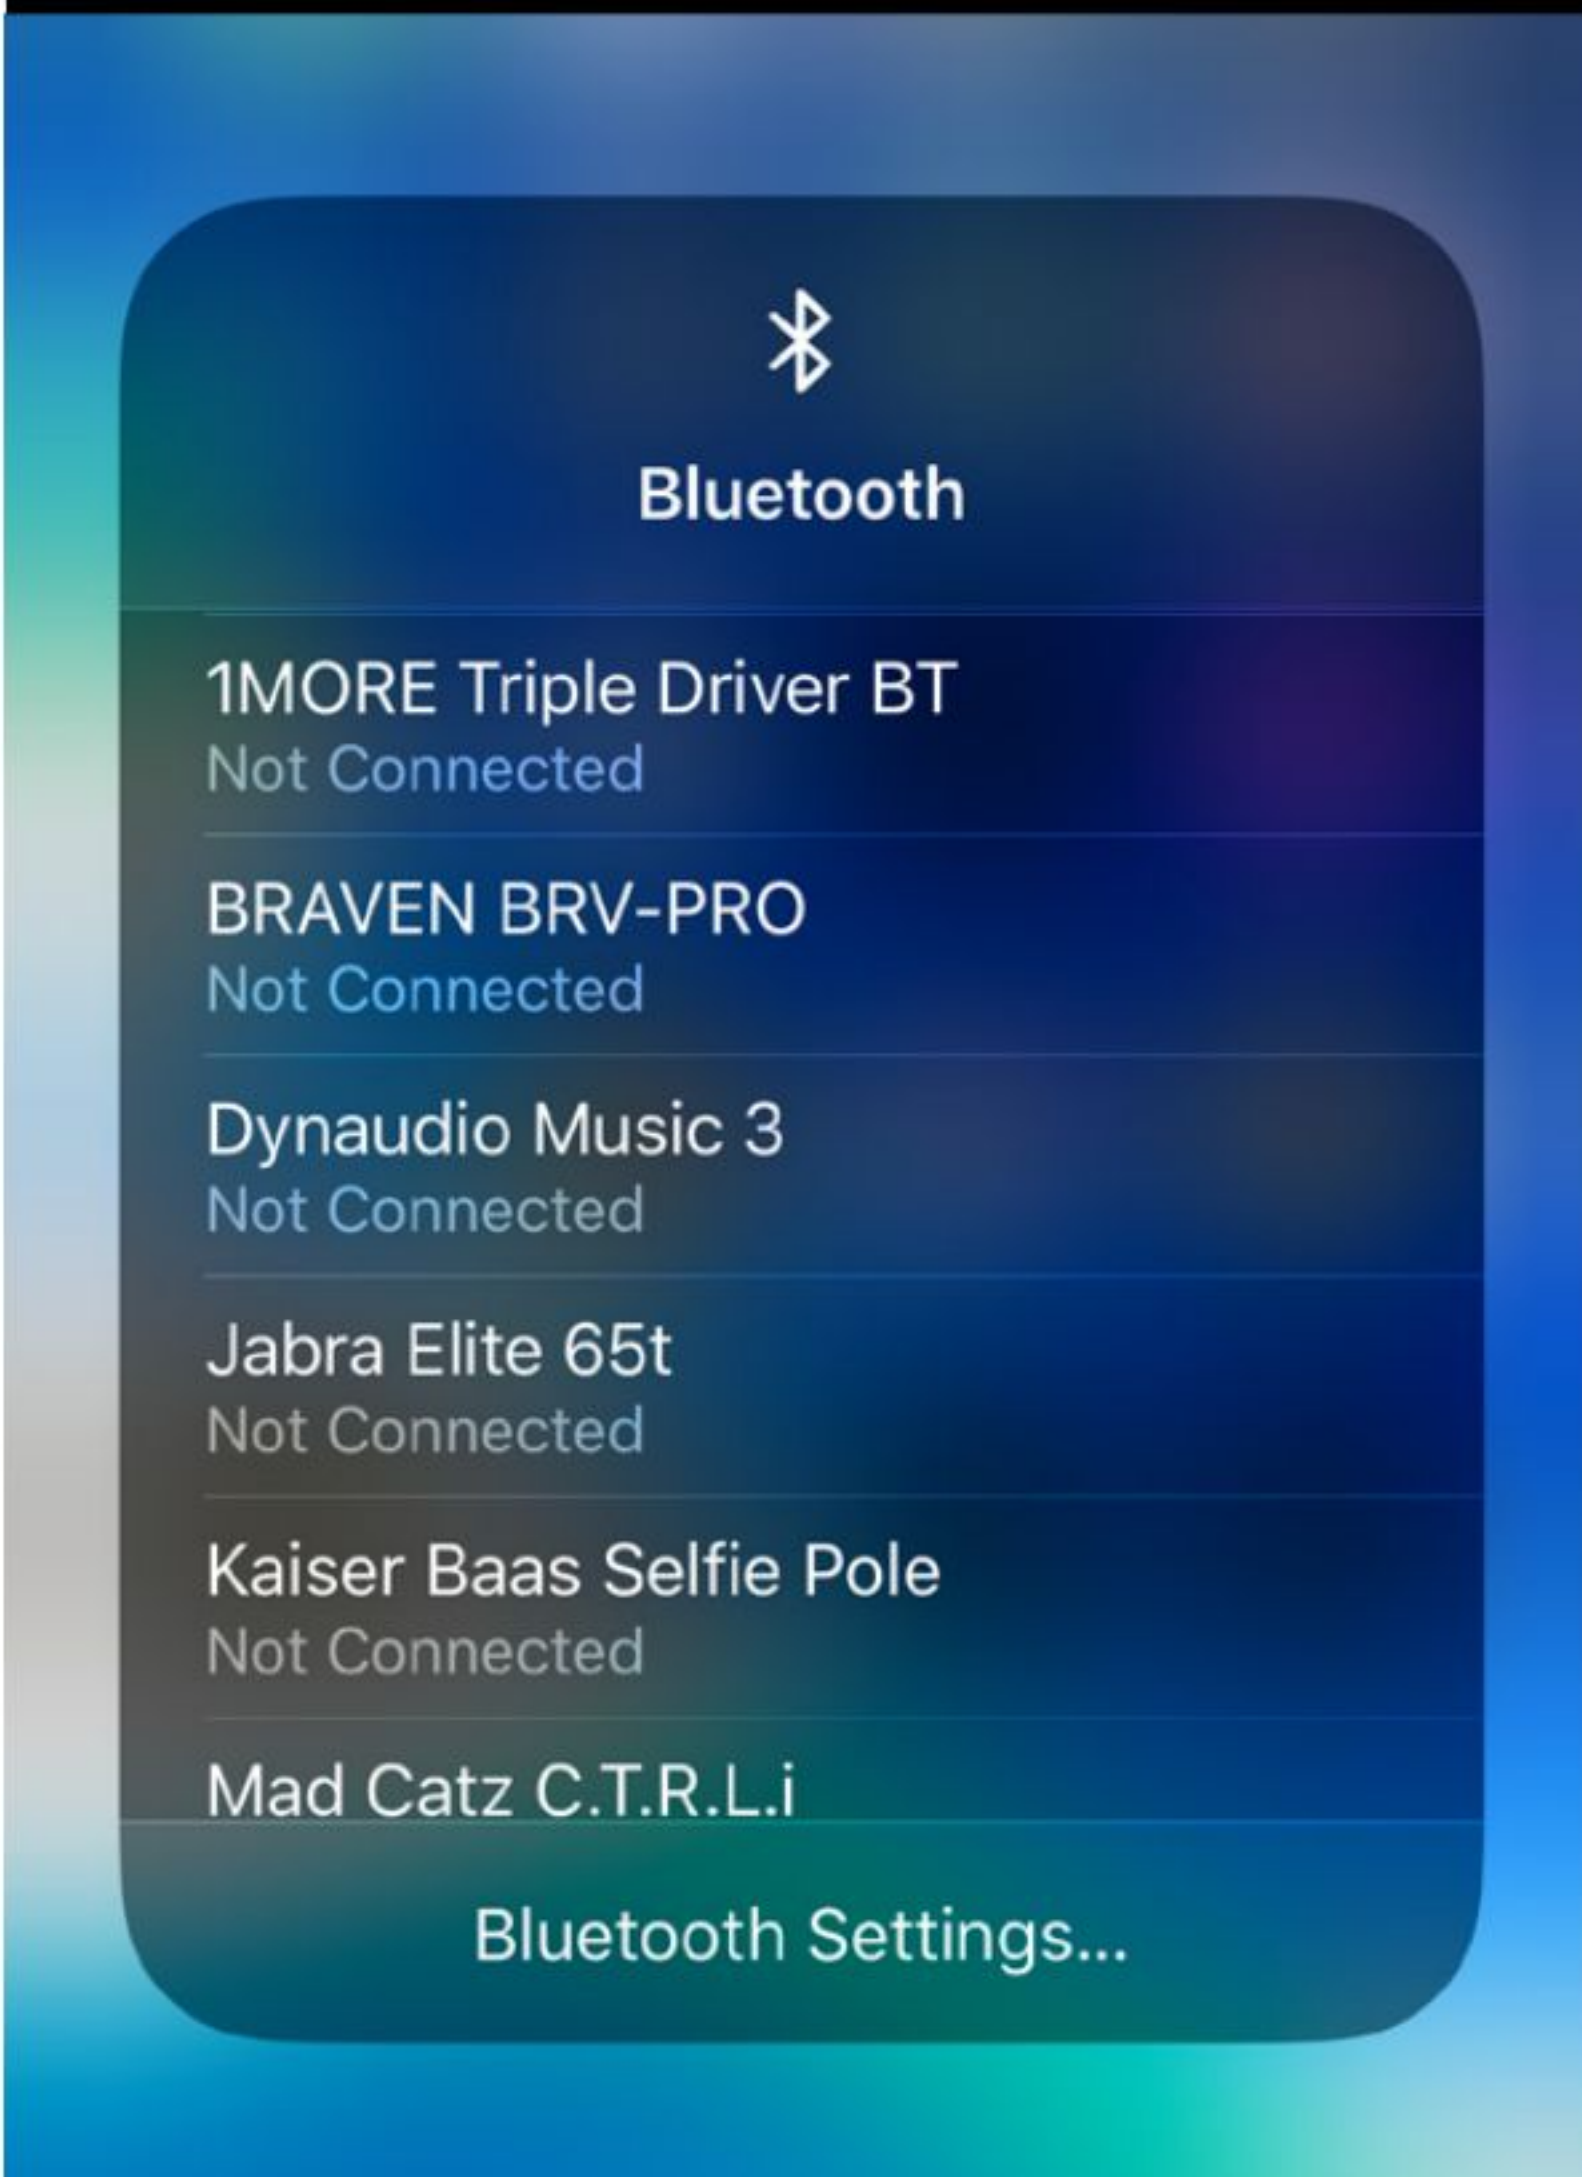 Bluetooth
1MORE Triple Driver BT
Not Connected
BRAVEN BRV-PRO
Not Connected
Dynaudio Music 3
Not Connected
Jabra Elite 65t
Not Connected
Kaiser Baas Selfie Pole
Not Connected
Mad Catz C.T.R.L.i
Bluetooth Settings...